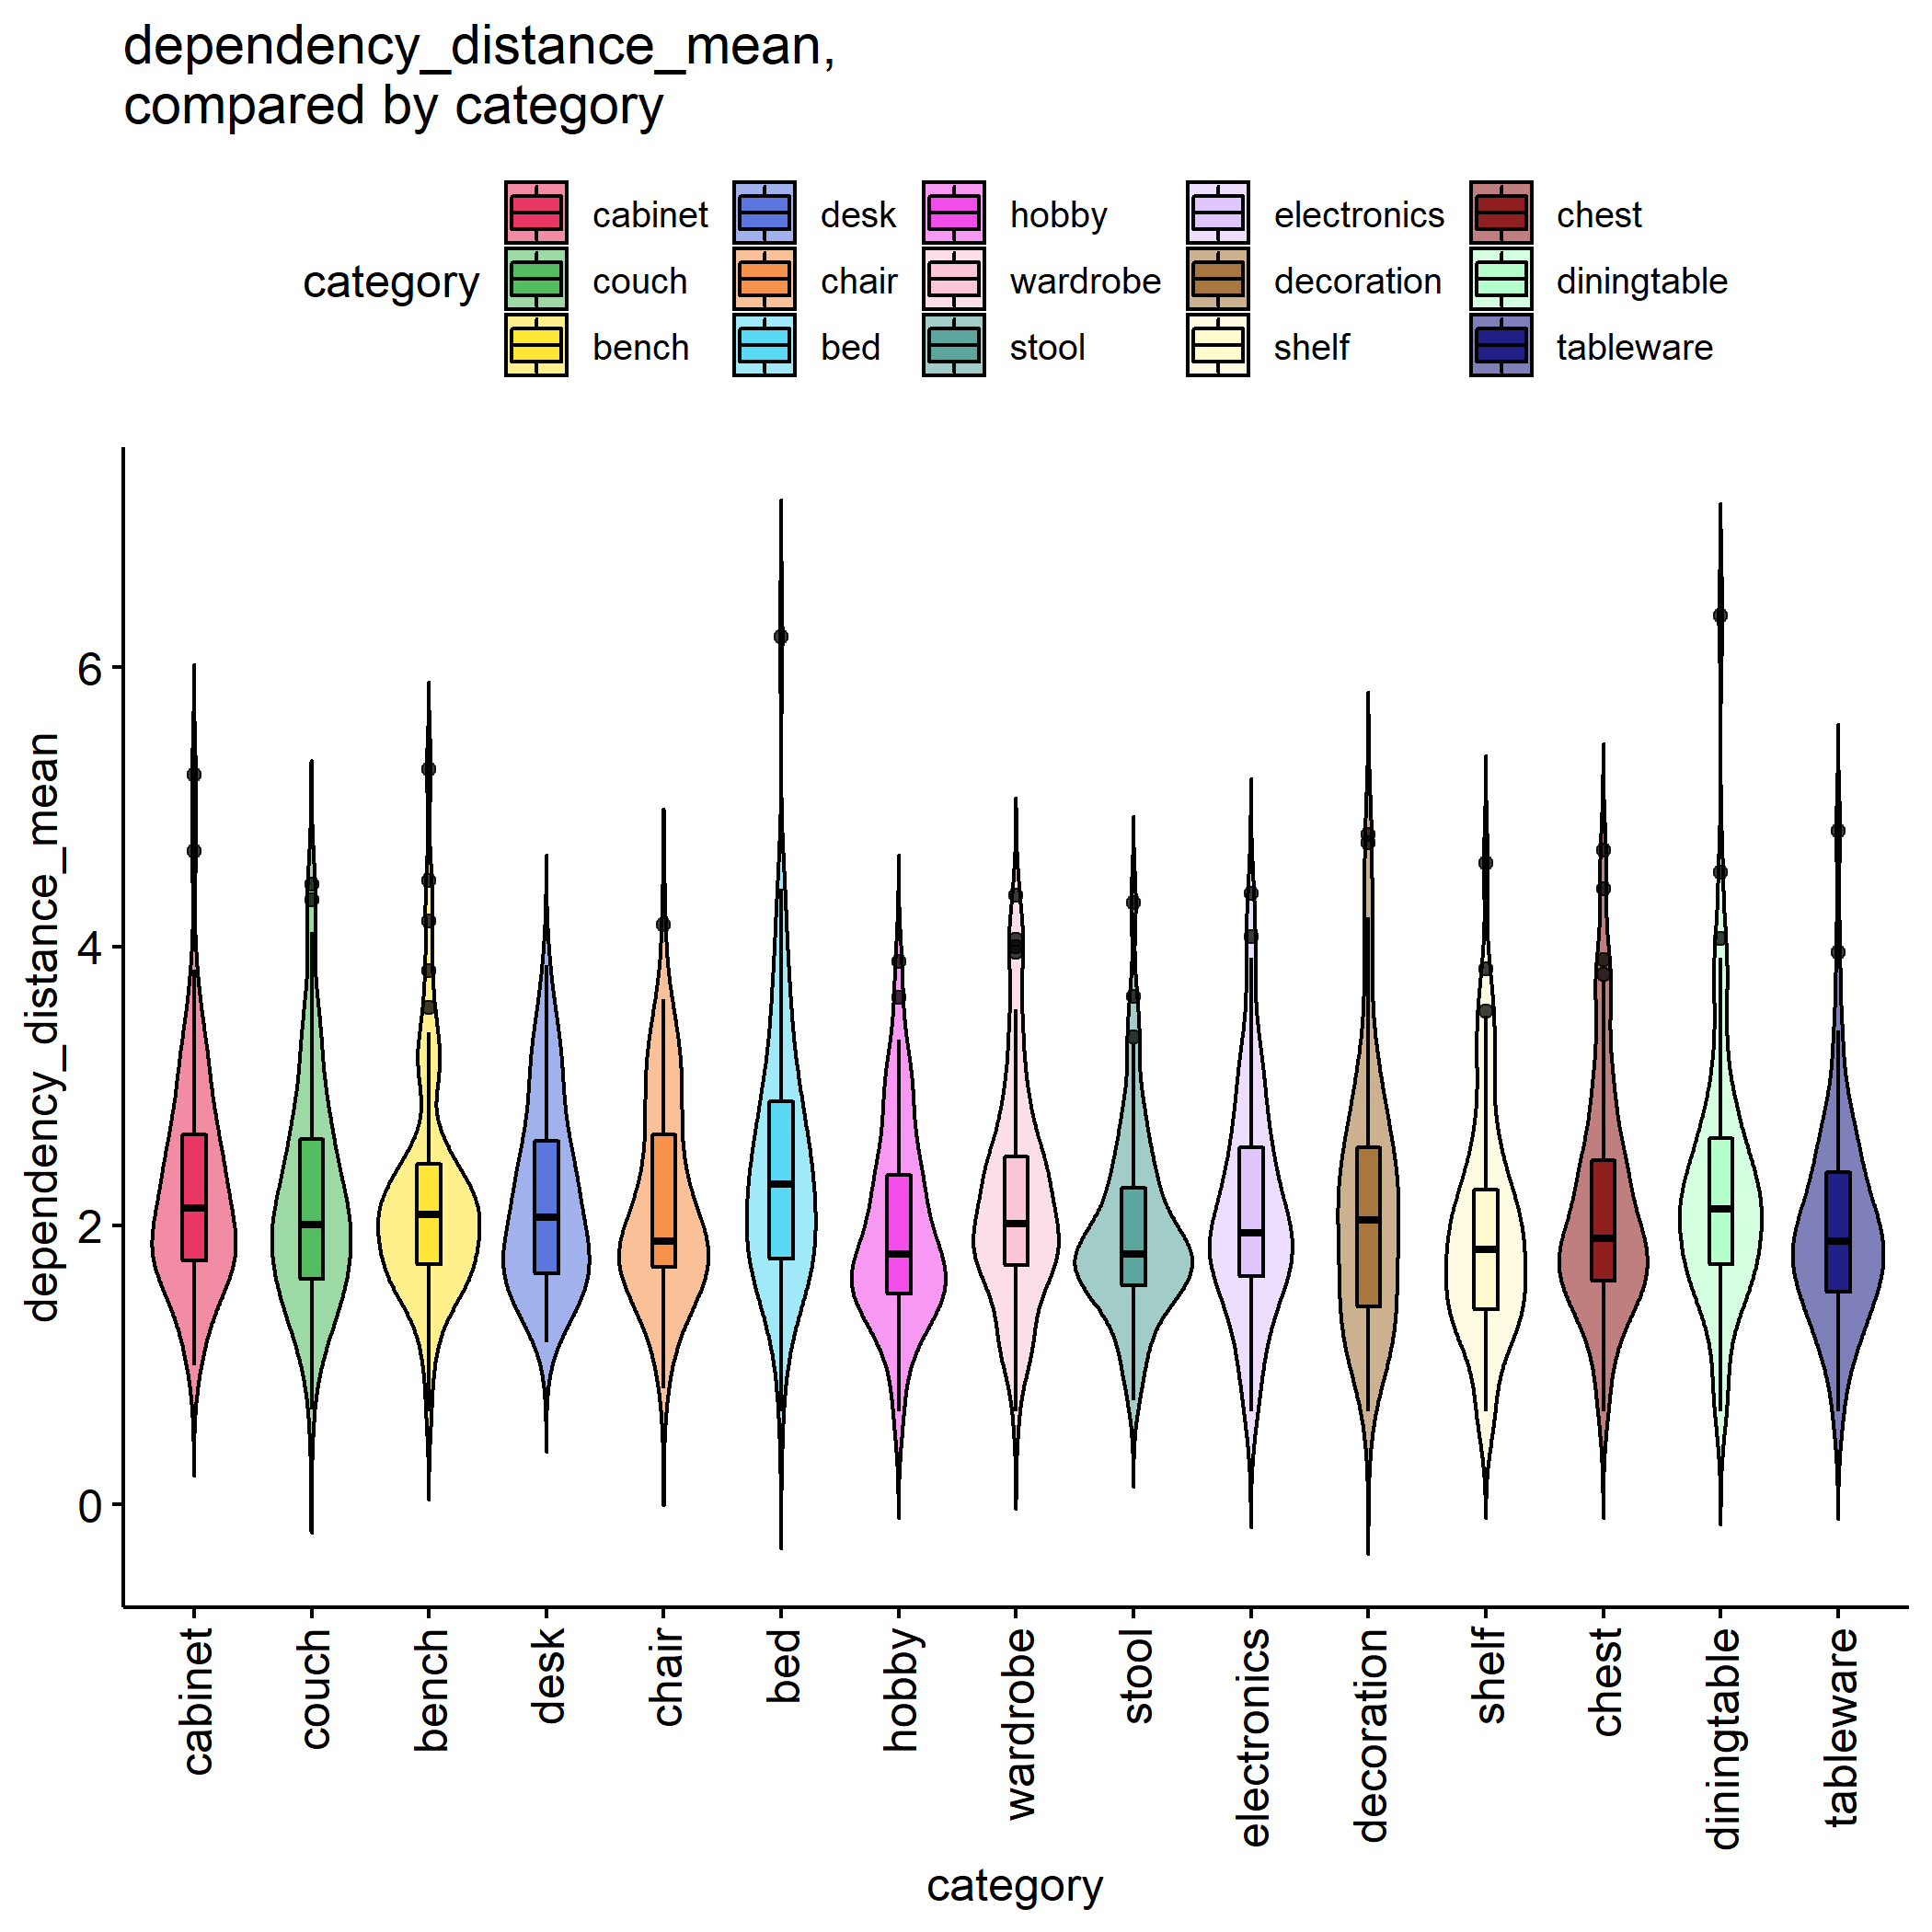 dependency_distance_mean,
compared by category
cabinet desk hobby electronics chest
category couch chair wardrobe decoration diningtable
bench bed stool shelf tableware
dependency_distance_mean
6
4
2
0
cabinet couch bench desk chair bed hobby wardrobe stool electronics decoration shelf chest diningtable tableware
category